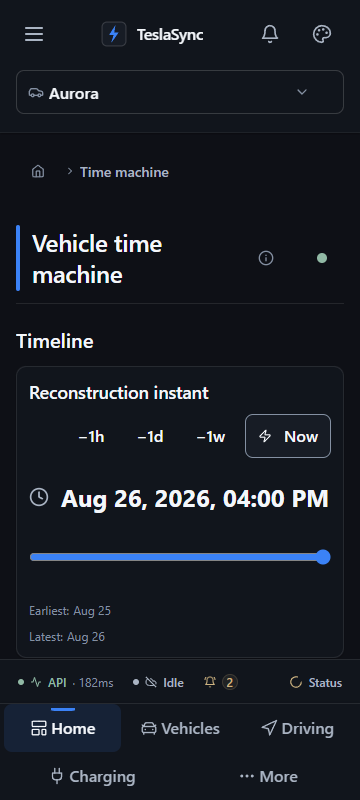 TeslaSync
Aurora
Time machine
Vehicle time
machine
Timeline
Reconstruction instant
−1h −1d −1w Now
Aug 26, 2026, 04:00 PM
Earliest: Aug 25
Latest: Aug 26
API · 182ms Idle 2 Status
Home Vehicles Driving
Charging More